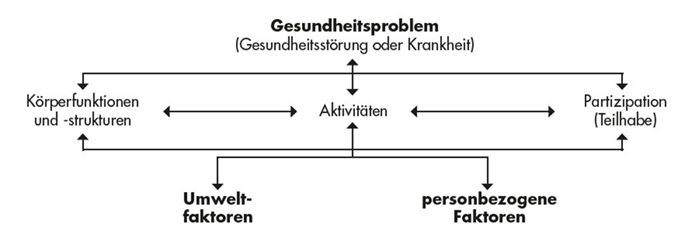 Gesundheitsproblem
(Gesundheitsstörung oder Krankheit)
Körperfunktionen
und -strukturen
Aktivitäten
Partizipation
(Teilhabe)
Umwelt-
faktoren
personbezogene
Faktoren